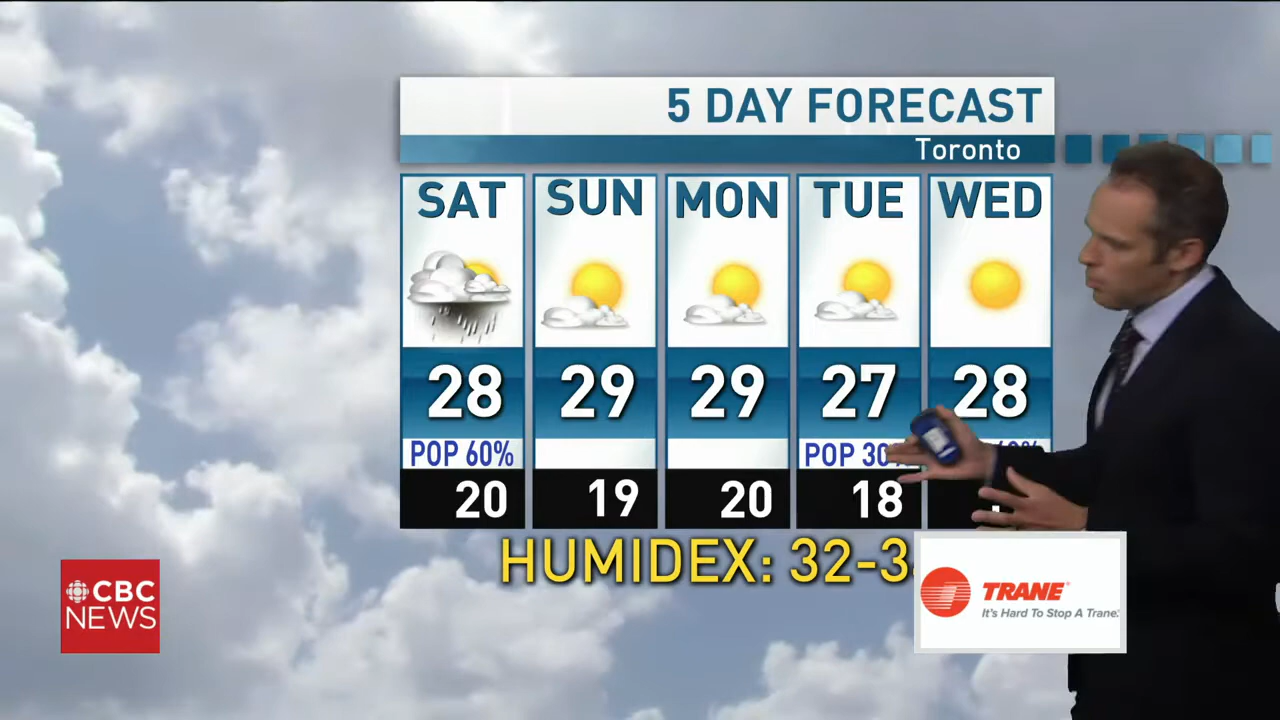 5 DAY FORECAST
Toronto
SAT SUN MON TUE WED
28 29 29 27 28
POP 60% POP 30%
20 19 20 18
HUMIDEX: 32-3
CBC
NEWS
TRANE
It's Hard To Stop A Trane.